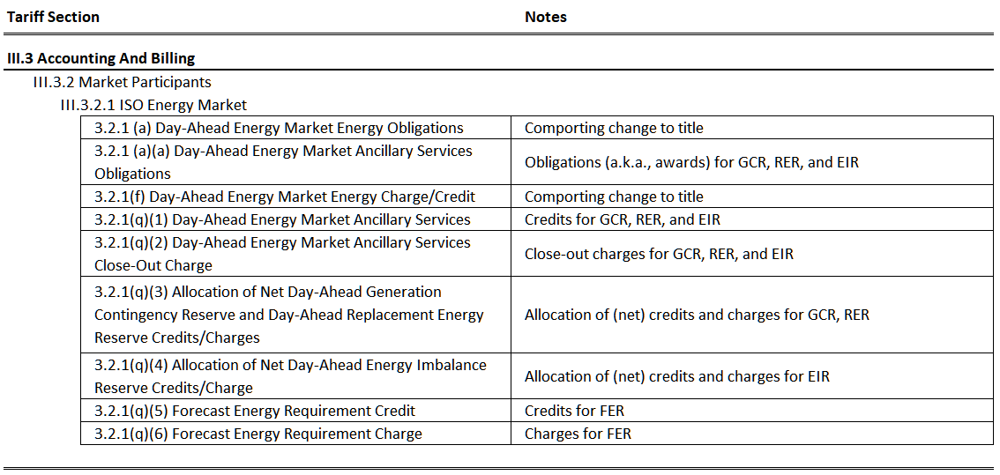 Tariff Section Notes
III.3 Accounting And Billing
III.3.2 Market Participants
III.3.2.1 ISO Energy Market
3.2.1 (a) Day-Ahead Energy Market Energy Obligations Comporting change to title
3.2.1 (a)(a) Day-Ahead Energy Market Ancillary Services
Obligations
Obligations (a.k.a., awards) for GCR, RER, and EIR
3.2.1(f) Day-Ahead Energy Market Energy Charge/Credit Comporting change to title
3.2.1(q)(1) Day-Ahead Energy Market Ancillary Services Credits for GCR, RER, and EIR
3.2.1(q)(2) Day-Ahead Energy Market Ancillary Services
Close-Out Charge
Close-out charges for GCR, RER, and EIR
3.2.1(q)(3) Allocation of Net Day-Ahead Generation
Contingency Reserve and Day-Ahead Replacement Energy
Reserve Credits/Charges
Allocation of (net) credits and charges for GCR, RER
3.2.1(q)(4) Allocation of Net Day-Ahead Energy Imbalance
Reserve Credits/Charge
Allocation of (net) credits and charges for EIR
3.2.1(q)(5) Forecast Energy Requirement Credit Credits for FER
3.2.1(q)(6) Forecast Energy Requirement Charge Charges for FER